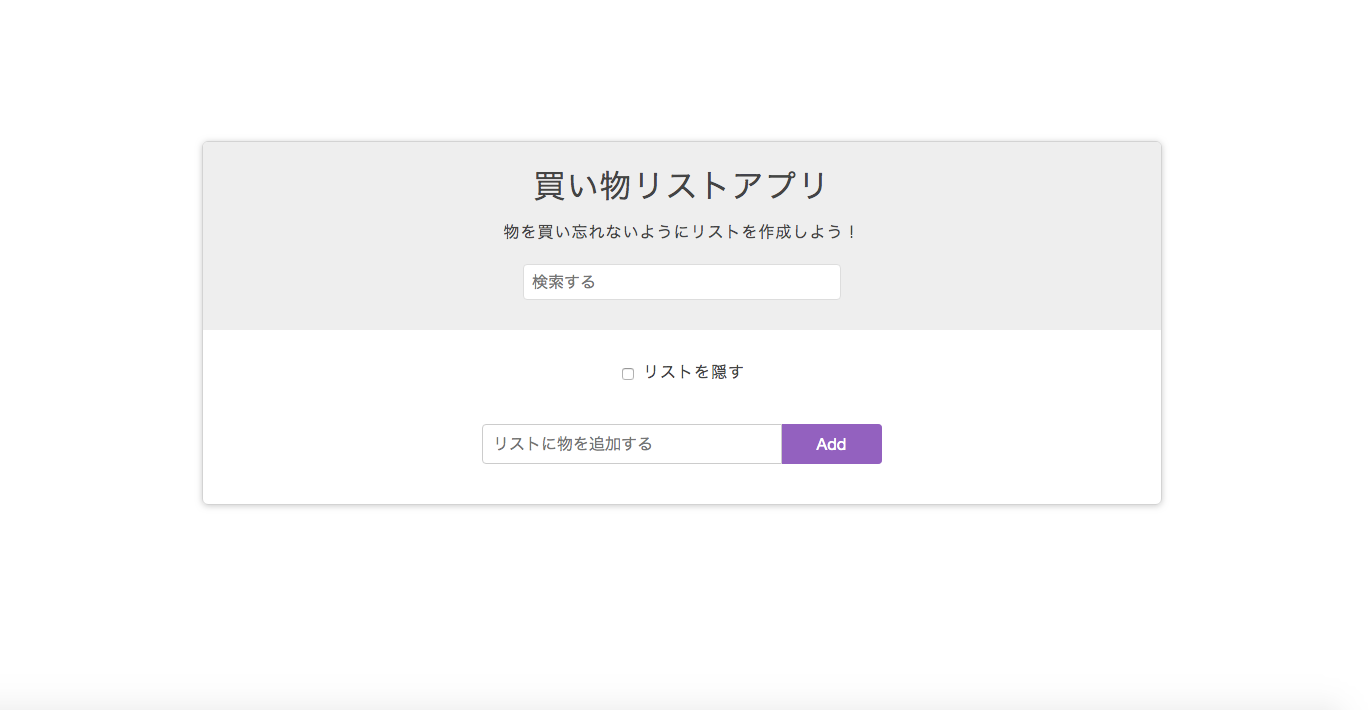 買い物リストアプリ
物を買い忘れないようにリストを作成しよう！
検索する
リストを隠す
リストに物を追加する
Add